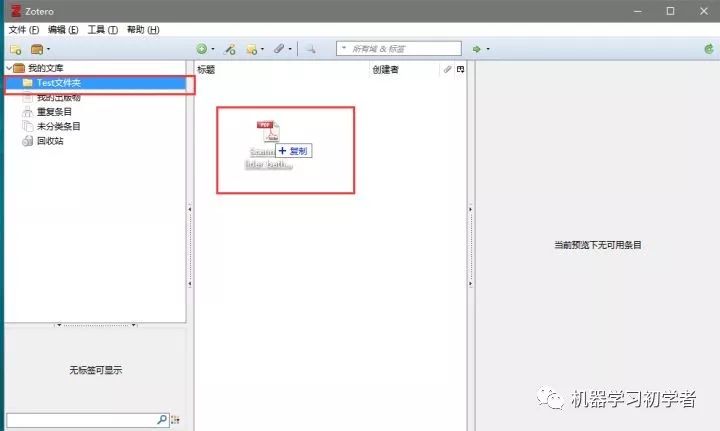 Zotero
文件 (F) 编辑 (E) 工具 (T) 帮助 (H)
所有域 & 标签
我的文库
Test文件夹
我的出版物
重复条目
未分类条目
回收站
标题
创建者
PDF
复制
当前预览下无可用条目
无标签可显示
机器学习初学者